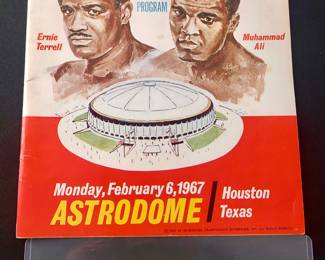 PROGRAM
Ernie
Terrell
Muhammad
Ali
Monday, February 6, 1967
ASTRODOME
Houston
Texas